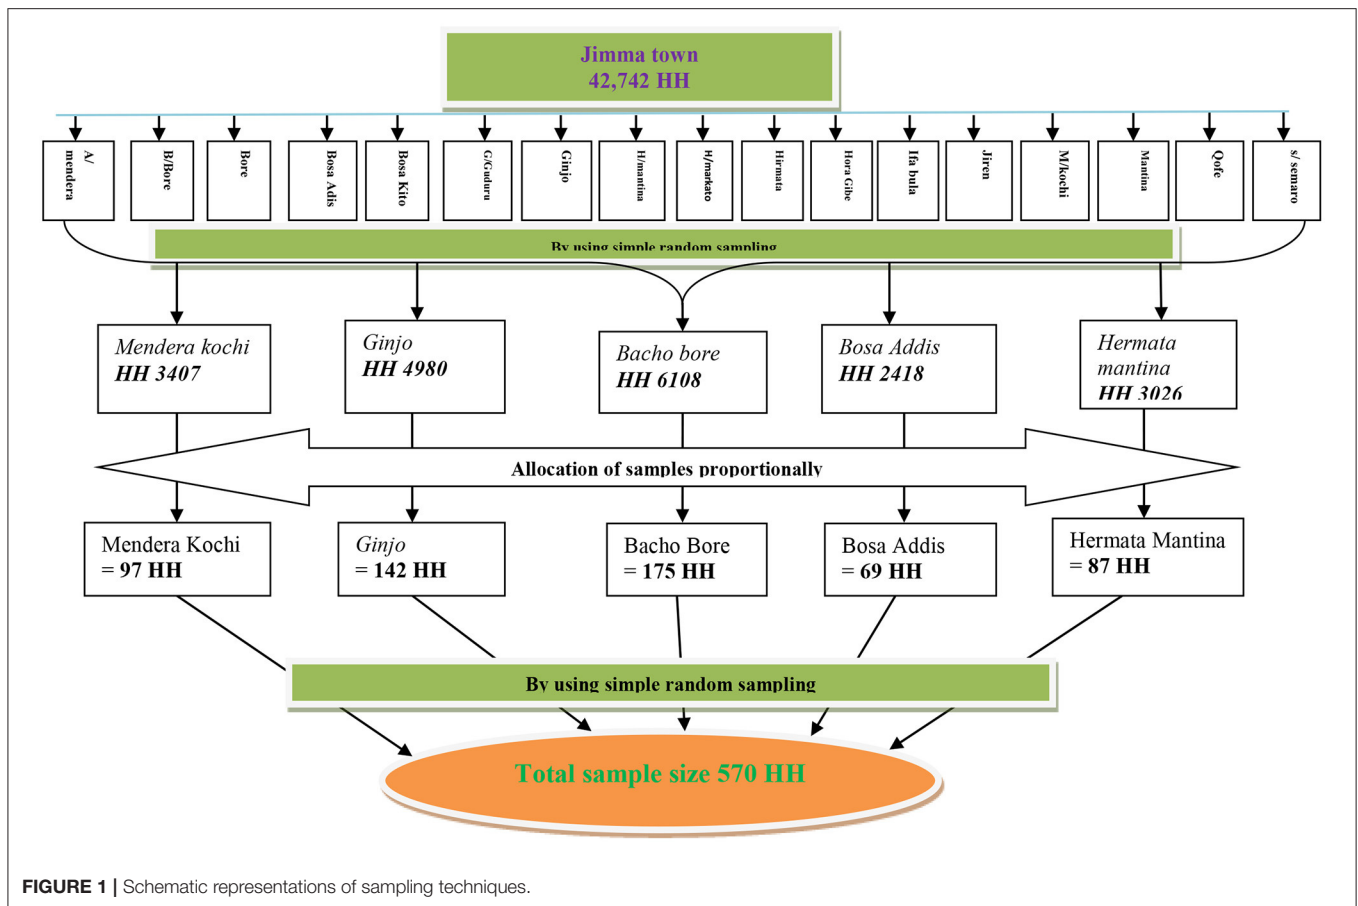 Jimma town
42,742 HH
A/
mendera
B/Bore
Bore
Bosa Adis
Bosa Kito
G/Guduru
Ginjo
H/mantina
H/markato
Hirmata
Hora Gibe
Ifa bula
Jiren
M/kochi
Mantina
Qofe
s/ semaro
By using simple random sampling
Mendera kochi
HH 3407
Ginjo
HH 4980
Bacho bore
HH 6108
Bosa Addis
HH 2418
Hermata
mantina
HH 3026
Allocation of samples proportionally
Mendera Kochi
= 97 HH
Ginjo
= 142 HH
Bacho Bore
= 175 HH
Bosa Addis
= 69 HH
Hermata Mantina
= 87 HH
By using simple random sampling
Total sample size 570 HH
FIGURE 1 | Schematic representations of sampling techniques.